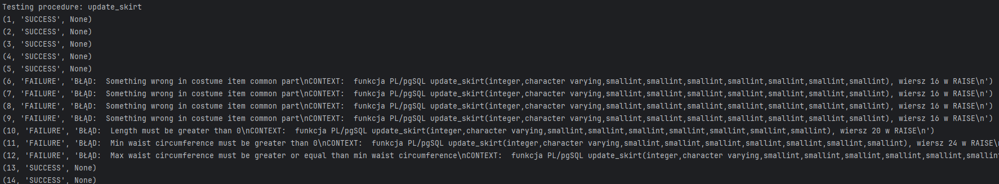 Testing procedure: update_skirt
(1, 'SUCCESS', None)
(2, 'SUCCESS', None)
(3, 'SUCCESS', None)
(4, 'SUCCESS', None)
(5, 'SUCCESS', None)
(6, 'FAILURE', 'BŁĄD:  Something wrong in costume item common part\nCONTEXT:  funkcja PL/pgSQL update_skirt(integer,character varying,smallint,smallint,smallint,smallint,smallint,smallint,smallint), wiersz 16 w RAISE\n')
(7, 'FAILURE', 'BŁĄD:  Something wrong in costume item common part\nCONTEXT:  funkcja PL/pgSQL update_skirt(integer,character varying,smallint,smallint,smallint,smallint,smallint,smallint,smallint), wiersz 16 w RAISE\n')
(8, 'FAILURE', 'BŁĄD:  Something wrong in costume item common part\nCONTEXT:  funkcja PL/pgSQL update_skirt(integer,character varying,smallint,smallint,smallint,smallint,smallint,smallint,smallint), wiersz 16 w RAISE\n')
(9, 'FAILURE', 'BŁĄD:  Something wrong in costume item common part\nCONTEXT:  funkcja PL/pgSQL update_skirt(integer,character varying,smallint,smallint,smallint,smallint,smallint,smallint,smallint), wiersz 16 w RAISE\n')
(10, 'FAILURE', 'BŁĄD:  Length must be greater than 0\nCONTEXT:  funkcja PL/pgSQL update_skirt(integer,character varying,smallint,smallint,smallint,smallint,smallint,smallint,smallint), wiersz 20 w RAISE\n')
(11, 'FAILURE', 'BŁĄD:  Min waist circumference must be greater than 0\nCONTEXT:  funkcja PL/pgSQL update_skirt(integer,character varying,smallint,smallint,smallint,smallint,smallint,smallint,smallint), wiersz 24 w RAISE\
(12, 'FAILURE', 'BŁĄD:  Max waist circumference must be greater or equal than min waist circumference\nCONTEXT:  funkcja PL/pgSQL update_skirt(integer,character varying,smallint,smallint,smallint,smallint,smallint,smallint
(13, 'SUCCESS', None)
(14, 'SUCCESS', None)